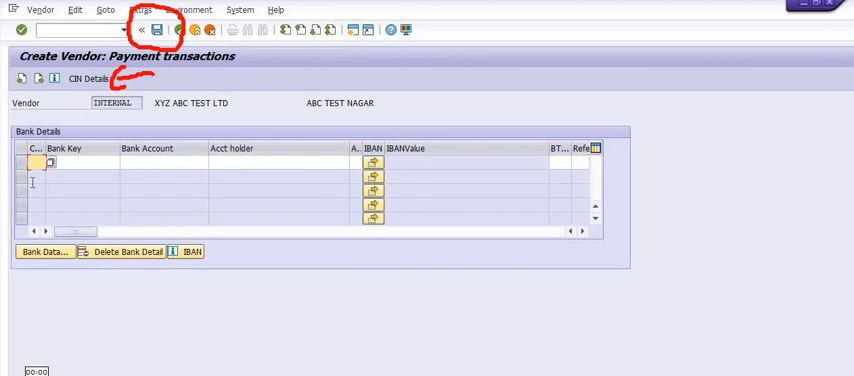 Vendor Edit Goto Extras Environment System Help
«
Create Vendor: Payment transactions
CIN Details
Vendor INTERNAL XYZ ABC TEST LTD ABC TEST NAGAR
Bank Details
C... Bank Key Bank Account Acct holder A.. IBAN IBANValue BT... Refe
Bank Data... Delete Bank Detail IBAN
00:00